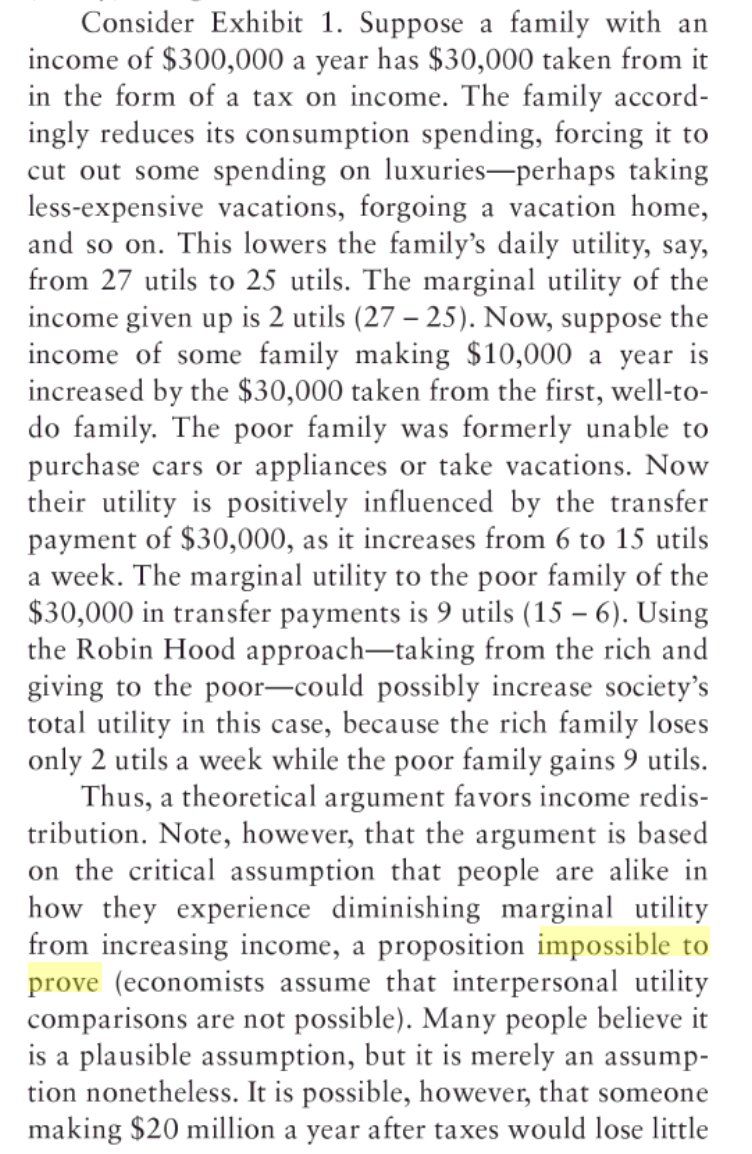 Consider Exhibit 1. Suppose a family with an
income of $300,000 a year has $30,000 taken from it
in the form of a tax on income. The family accord-
ingly reduces its consumption spending, forcing it to
cut out some spending on luxuries—perhaps taking
less-expensive vacations, forgoing a vacation home,
and so on. This lowers the family's daily utility, say,
from 27 utils to 25 utils. The marginal utility of the
income given up is 2 utils (27 – 25). Now, suppose the
income of some family making $10,000 a year is
increased by the $30,000 taken from the first, well-to-
do family. The poor family was formerly unable to
purchase cars or appliances or take vacations. Now
their utility is positively influenced by the transfer
payment of $30,000, as it increases from 6 to 15 utils
a week. The marginal utility to the poor family of the
$30,000 in transfer payments is 9 utils (15 – 6). Using
the Robin Hood approach—taking from the rich and
giving to the poor—could possibly increase society's
total utility in this case, because the rich family loses
only 2 utils a week while the poor family gains 9 utils.
Thus, a theoretical argument favors income redis-
tribution. Note, however, that the argument is based
on the critical assumption that people are alike in
how they experience diminishing marginal utility
from increasing income, a proposition impossible to
prove (economists assume that interpersonal utility
comparisons are not possible). Many people believe it
is a plausible assumption, but it is merely an assump-
tion nonetheless. It is possible, however, that someone
making $20 million a year after taxes would lose little